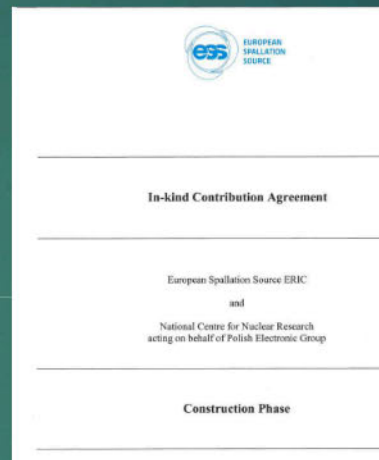 ess
EUROPEAN
SPALLATION
SOURCE
In-kind Contribution Agreement
European Spallation Source ERIC
and
National Centre for Nuclear Research
acting on behalf of Polish Electronic Group
Construction Phase